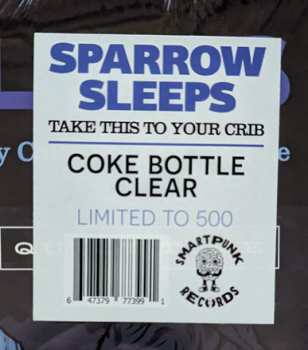 SPARROW
SLEEPS
TAKE THIS TO YOUR CRIB
COKE BOTTLE
CLEAR
LIMITED TO 500
SMARTPUNK
RECORDS
6 47379 77399 1